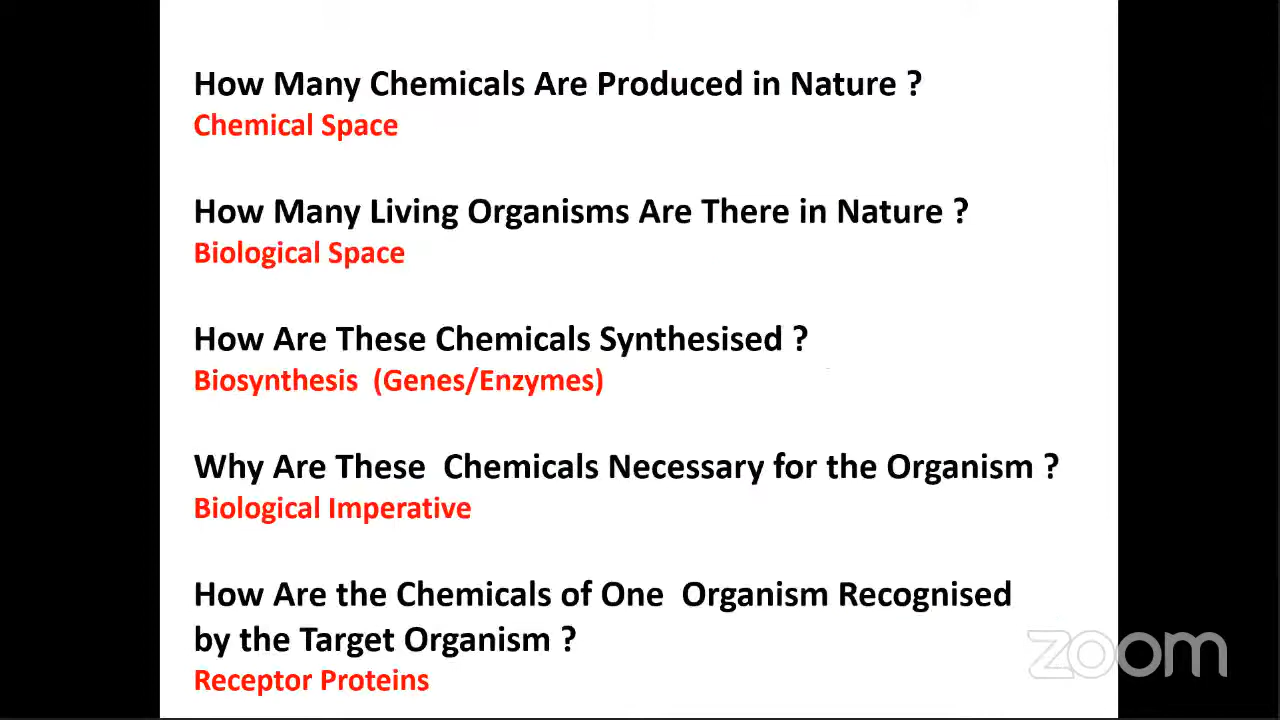 How Many Chemicals Are Produced in Nature ?
Chemical Space
How Many Living Organisms Are There in Nature ?
Biological Space
How Are These Chemicals Synthesised ?
Biosynthesis (Genes/Enzymes)
Why Are These Chemicals Necessary for the Organism ?
Biological Imperative
How Are the Chemicals of One Organism Recognised
by the Target Organism ?
Receptor Proteins
zoom